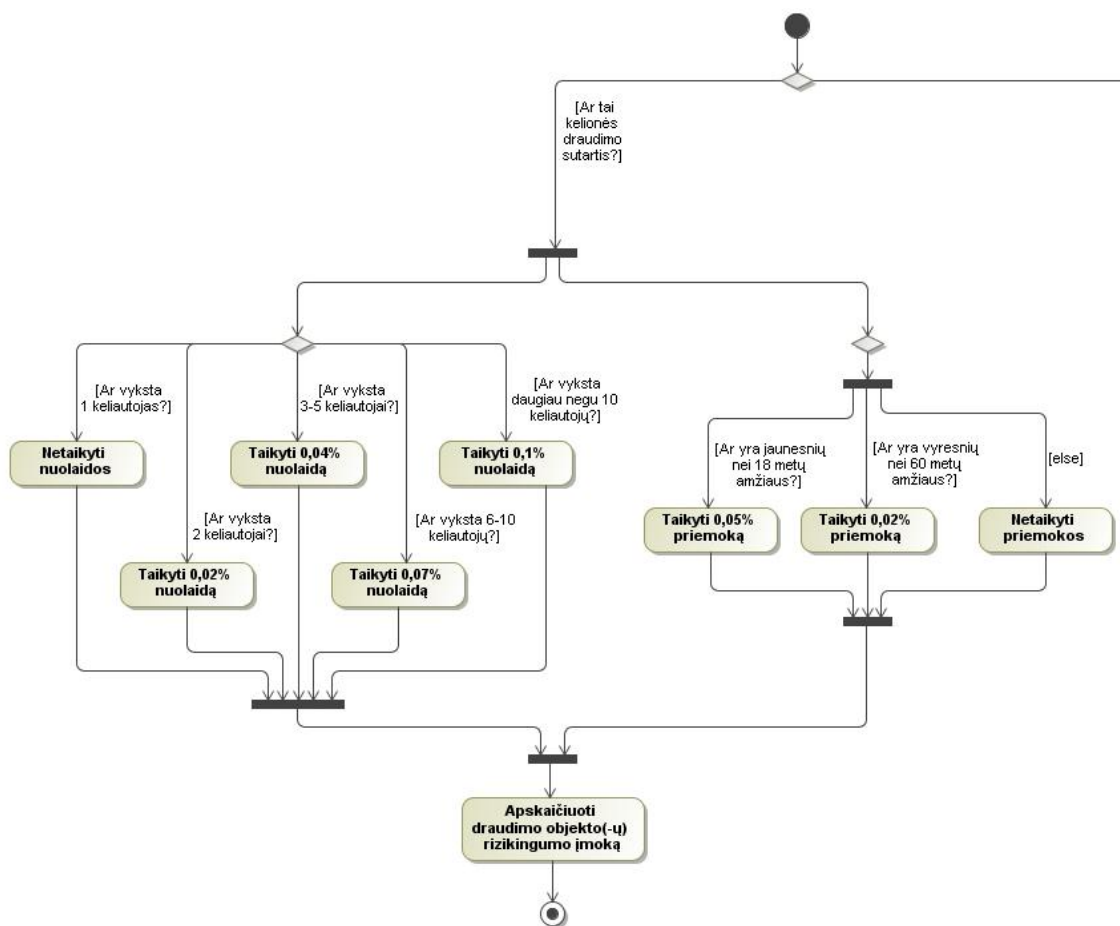 [Ar tai
kelionės
draudimo
sutartis?]
[Ar vyksta
1 keliautojas?]
[Ar vyksta
3-5 keliautojai?]
[Ar vyksta
daugiau negu 10
keliautojų?]
Netaikyti
nuolaidos
Taikyti 0,04%
nuolaidą
Taikyti 0,1%
nuolaidą
[Ar vyksta
2 keliautojai?]
[Ar vyksta 6-10
keliautojų?]
Taikyti 0,02%
nuolaidą
Taikyti 0,07%
nuolaidą
[Ar yra jaunesnių
nei 18 metų
amžiaus?]
[Ar yra vyresnių
nei 60 metų
amžiaus?]
[else]
Taikyti 0,05%
priemoką
Taikyti 0,02%
priemoką
Netaikyti
priemokos
Apskaičiuoti
draudimo objekto(-ų)
rizikingumo įmoką